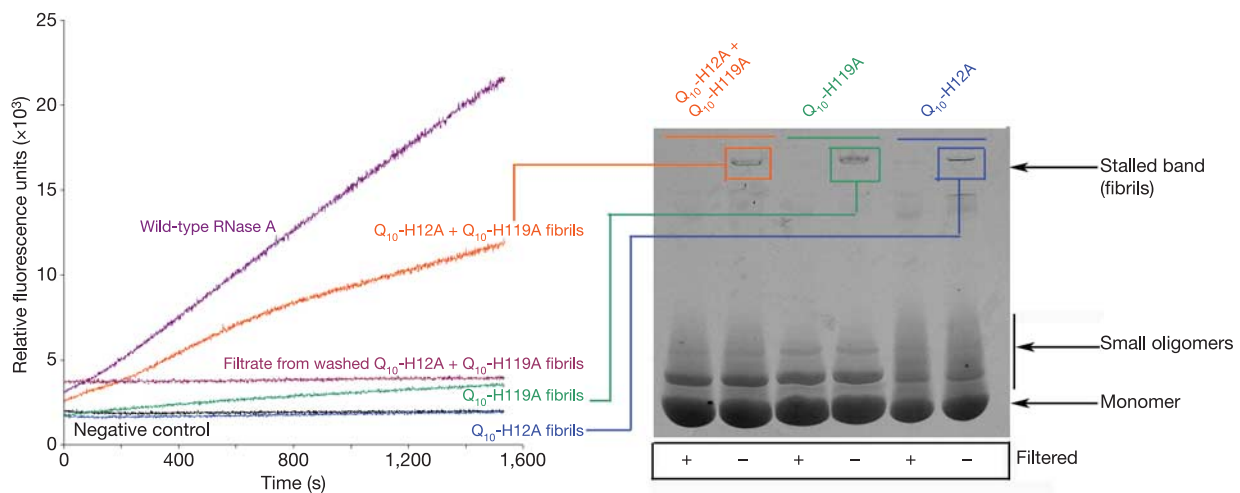 25
20
15
10
5
0
Relative fluorescence units (×10³)
0
400
800
1,200
1,600
Time (s)
Wild-type RNase A
Q₁₀-H12A + Q₁₀-H119A fibrils
Filtrate from washed Q₁₀-H12A + Q₁₀-H119A fibrils
Q₁₀-H119A fibrils
Negative control
Q₁₀-H12A fibrils
Q₁₀-H12A +
Q₁₀-H119A
Q₁₀-H119A
Q₁₀-H12A
Stalled band
(fibrils)
Small oligomers
Monomer
+ − + − + − Filtered